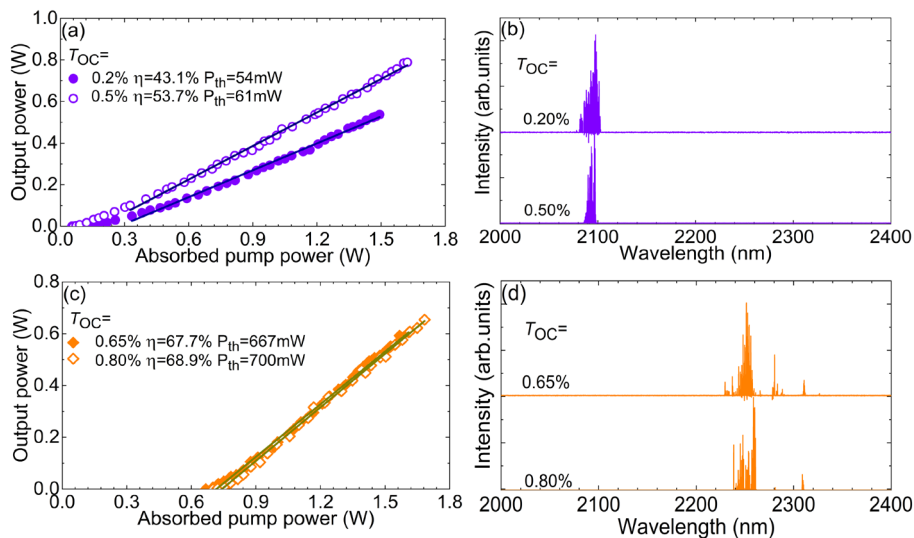 (a)
T_OC=
0.2% η=43.1% P_th=54mW
0.5% η=53.7% P_th=61mW
Output power (W)
0.0 0.2 0.4 0.6 0.8
0.0 0.3 0.6 0.9 1.2 1.5 1.8
Absorbed pump power (W)
(b)
T_OC=
0.20%
0.50%
Intensity (arb.units)
2000 2100 2200 2300 2400
Wavelength (nm)
(c)
T_OC=
0.65% η=67.7% P_th=667mW
0.80% η=68.9% P_th=700mW
Output power (W)
0.0 0.2 0.4 0.6 0.8
0.0 0.3 0.6 0.9 1.2 1.5 1.8
Absorbed pump power (W)
(d)
T_OC=
0.65%
0.80%
Intensity (arb.units)
2000 2100 2200 2300 2400
Wavelength (nm)